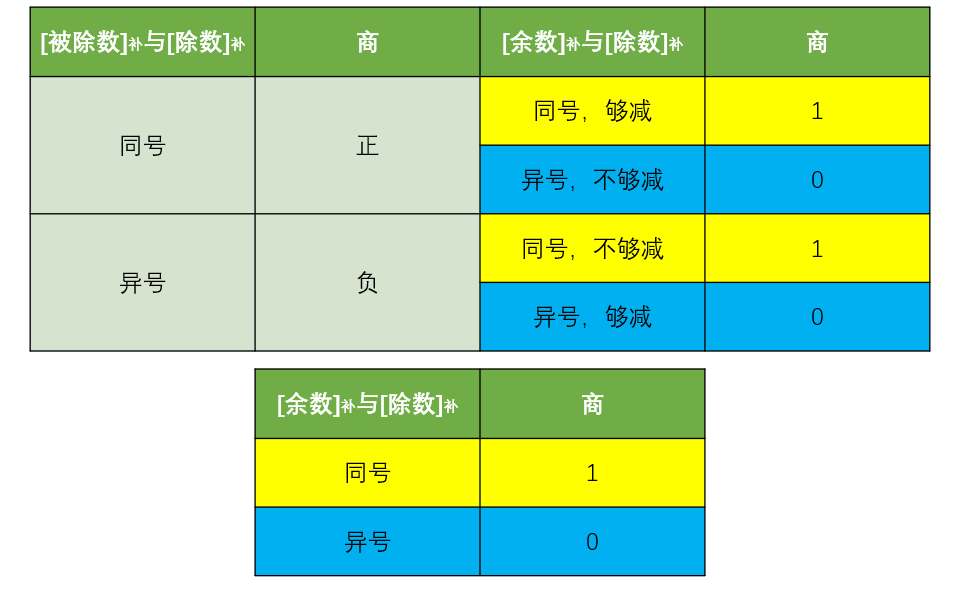 [被除数]补与[除数]补 商 [余数]补与[除数]补 商
同号 正 同号，够减 1
异号，不够减 0
异号 负 同号，不够减 1
异号，够减 0
[余数]补与[除数]补 商
同号 1
异号 0